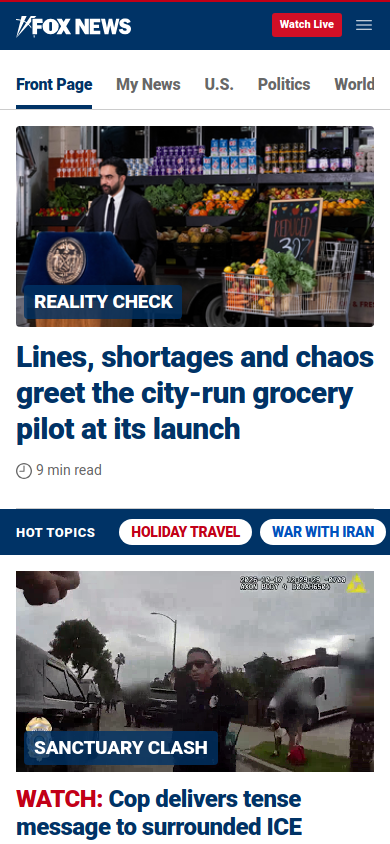 FOX NEWS
Watch Live
Front Page
My News
U.S.
Politics
World
REDUCED
30%
REALITY CHECK
Lines, shortages and chaos
greet the city-run grocery
pilot at its launch
9 min read
HOT TOPICS
HOLIDAY TRAVEL
WAR WITH IRAN
SANCTUARY CLASH
WATCH: Cop delivers tense
message to surrounded ICE